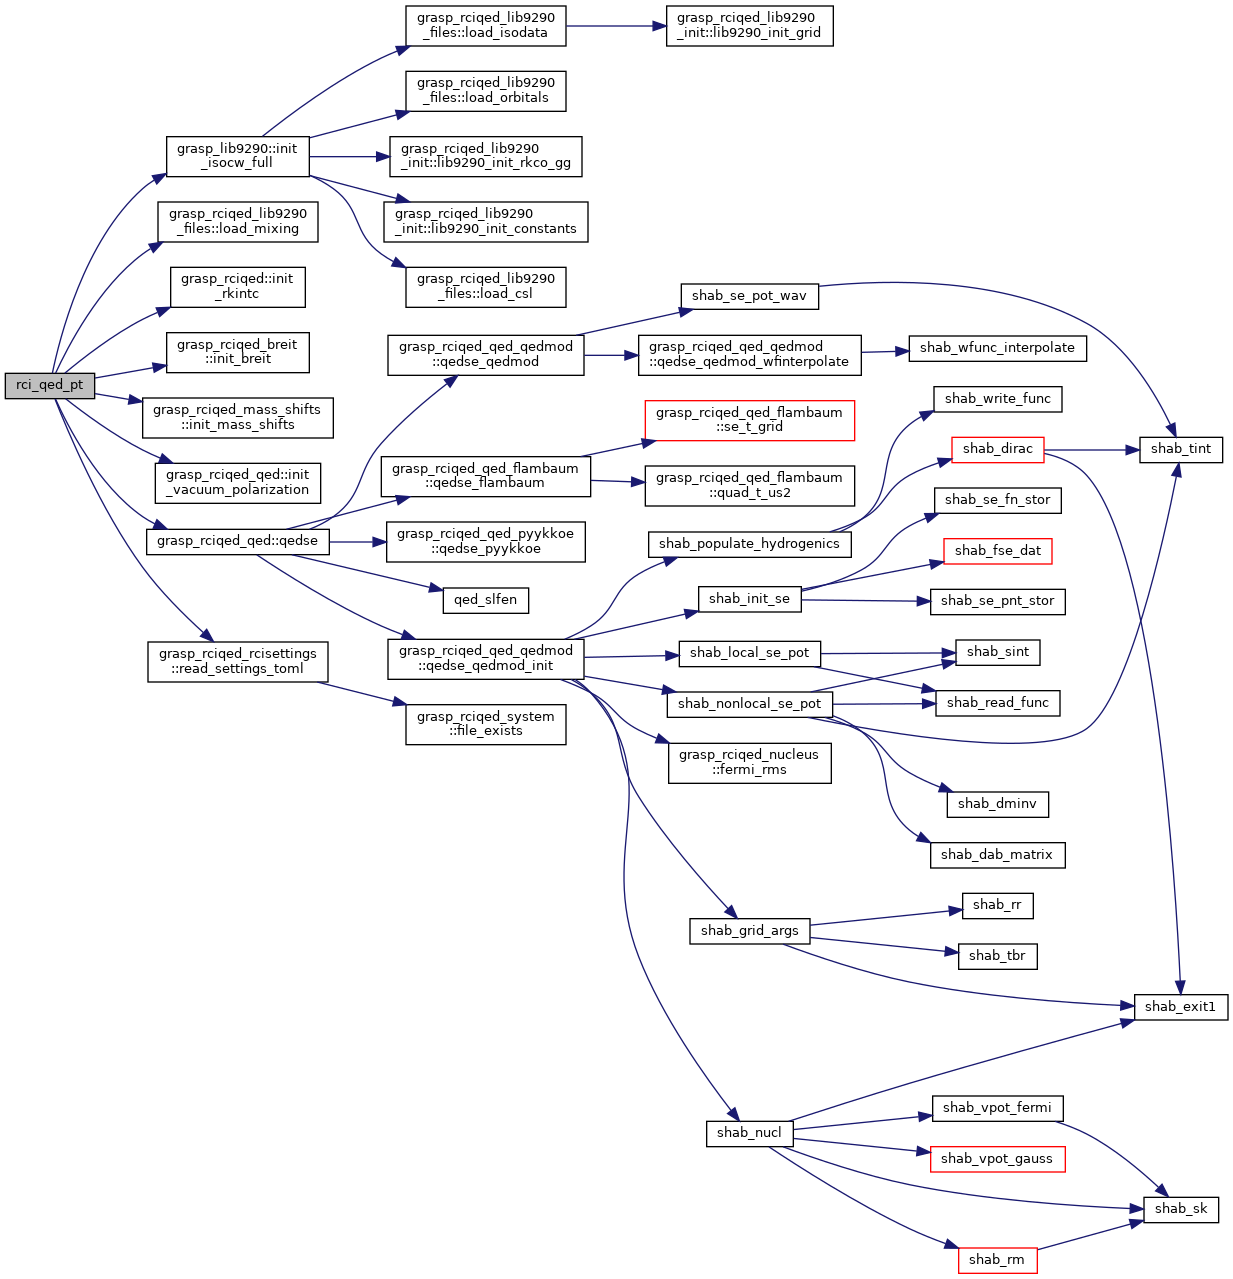 rci_qed_pt
grasp_lib9290::init
_isocw_full
grasp_rciqed_lib9290
_files::load_mixing
grasp_rciqed::init
_rkintc
grasp_rciqed_breit
::init_breit
grasp_rciqed_mass_shifts
::init_mass_shifts
grasp_rciqed_qed::init
_vacuum_polarization
grasp_rciqed_qed::qedse
grasp_rciqed_rcisettings
::read_settings_toml
grasp_rciqed_lib9290
_files::load_isodata
grasp_rciqed_lib9290
_files::load_orbitals
grasp_rciqed_lib9290
_init::lib9290_init_rkco_gg
grasp_rciqed_lib9290
_init::lib9290_init_constants
grasp_rciqed_lib9290
_files::load_csl
grasp_rciqed_qed_qedmod
::qedse_qedmod
grasp_rciqed_qed_flambaum
::qedse_flambaum
grasp_rciqed_qed_pyykkoe
::qedse_pyykkoe
qed_slfen
grasp_rciqed_qed_qedmod
::qedse_qedmod_init
grasp_rciqed_system
::file_exists
grasp_rciqed_lib9290
_init::lib9290_init_grid
shab_se_pot_wav
grasp_rciqed_qed_qedmod
::qedse_qedmod_wfinterpolate
grasp_rciqed_qed_flambaum
::se_t_grid
grasp_rciqed_qed_flambaum
::quad_t_us2
shab_populate_hydrogenics
shab_init_se
shab_local_se_pot
shab_nonlocal_se_pot
grasp_rciqed_nucleus
::fermi_rms
shab_grid_args
shab_nucl
shab_wfunc_interpolate
shab_write_func
shab_dirac
shab_se_fn_stor
shab_fse_dat
shab_se_pnt_stor
shab_sint
shab_read_func
shab_dminv
shab_dab_matrix
shab_rr
shab_tbr
shab_vpot_fermi
shab_vpot_gauss
shab_rm
shab_tint
shab_exit1
shab_sk